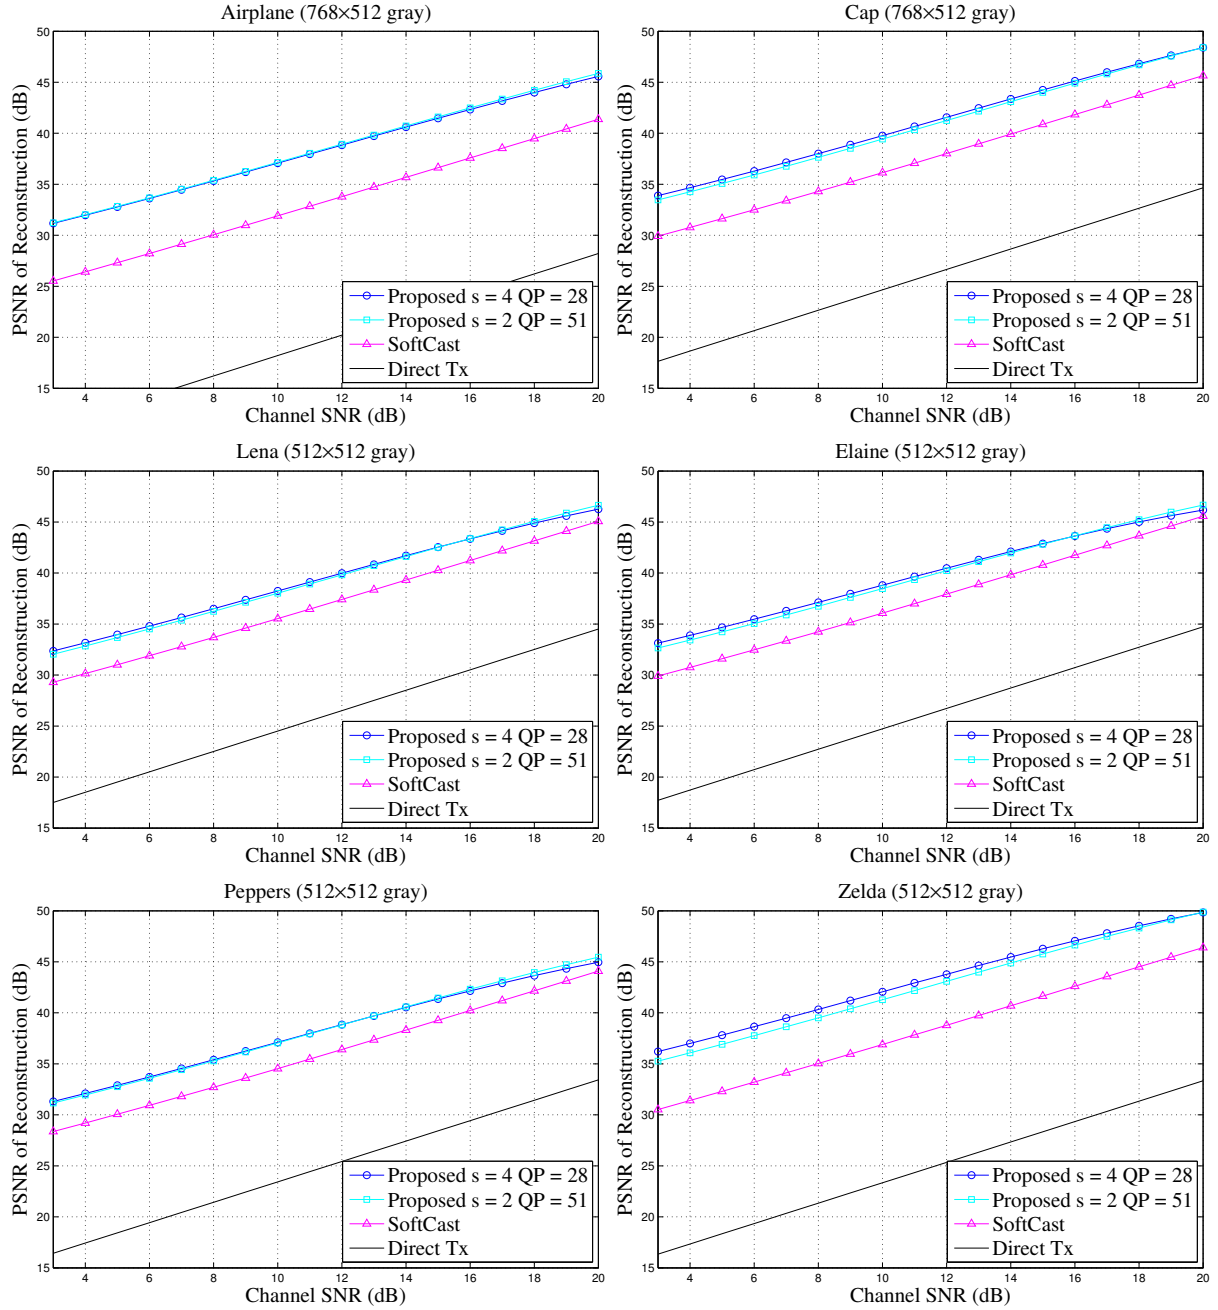 Airplane (768×512 gray)
PSNR of Reconstruction (dB)
50
45
40
35
30
25
20
15
4 6 8 10 12 14 16 18 20
Channel SNR (dB)
Proposed s = 4 QP = 28
Proposed s = 2 QP = 51
SoftCast
Direct Tx
Cap (768×512 gray)
PSNR of Reconstruction (dB)
50
45
40
35
30
25
20
15
4 6 8 10 12 14 16 18 20
Channel SNR (dB)
Proposed s = 4 QP = 28
Proposed s = 2 QP = 51
SoftCast
Direct Tx
Lena (512×512 gray)
PSNR of Reconstruction (dB)
50
45
40
35
30
25
20
15
4 6 8 10 12 14 16 18 20
Channel SNR (dB)
Proposed s = 4 QP = 28
Proposed s = 2 QP = 51
SoftCast
Direct Tx
Elaine (512×512 gray)
PSNR of Reconstruction (dB)
50
45
40
35
30
25
20
15
4 6 8 10 12 14 16 18 20
Channel SNR (dB)
Proposed s = 4 QP = 28
Proposed s = 2 QP = 51
SoftCast
Direct Tx
Peppers (512×512 gray)
PSNR of Reconstruction (dB)
50
45
40
35
30
25
20
15
4 6 8 10 12 14 16 18 20
Channel SNR (dB)
Proposed s = 4 QP = 28
Proposed s = 2 QP = 51
SoftCast
Direct Tx
Zelda (512×512 gray)
PSNR of Reconstruction (dB)
50
45
40
35
30
25
20
15
4 6 8 10 12 14 16 18 20
Channel SNR (dB)
Proposed s = 4 QP = 28
Proposed s = 2 QP = 51
SoftCast
Direct Tx